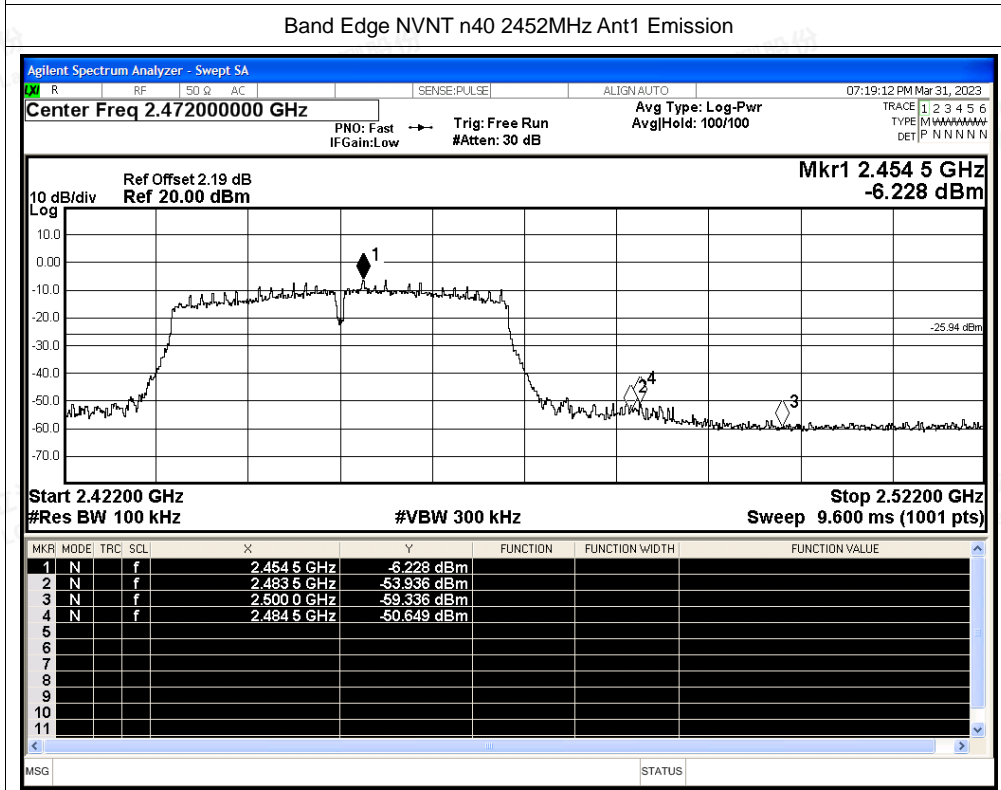 Band Edge NVNT n40 2452MHz Ant1 Emission
Agilent Spectrum Analyzer - Swept SA
LXI R RF 50 Ω AC SENSE:PULSE ALIGN AUTO 07:19:12 PM Mar 31, 2023
Center Freq 2.472000000 GHz Avg Type: Log-Pwr TRACE 1 2 3 4 5 6
PNO: Fast Trig: Free Run Avg|Hold: 100/100 TYPE M
IFGain:Low #Atten: 30 dB DET P N N N N N
Mkr1 2.454 5 GHz
Ref Offset 2.19 dB
10 dB/div Ref 20.00 dBm -6.228 dBm
Log
10.0
0.00
-10.0
-20.0
-25.94 dBm
-30.0
-40.0
-50.0
-60.0
-70.0
1
2
4
3
Start 2.42200 GHz Stop 2.52200 GHz
#Res BW 100 kHz #VBW 300 kHz Sweep 9.600 ms (1001 pts)
MKR MODE TRC SCL X Y FUNCTION FUNCTION WIDTH FUNCTION VALUE
1 N f 2.454 5 GHz -6.228 dBm
2 N f 2.483 5 GHz -53.936 dBm
3 N f 2.500 0 GHz -59.336 dBm
4 N f 2.484 5 GHz -50.649 dBm
5
6
7
8
9
10
11
MSG STATUS